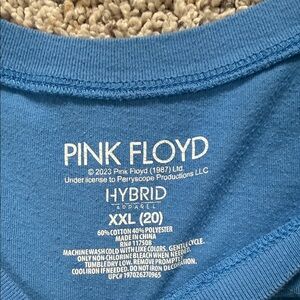 PINK FLOYD
© 2023 Pink Floyd (1987) Ltd.
Under license to Perryscope Productions LLC
HYBRID
APPAREL
XXL (20)
60% COTTON 40% POLYESTER
MADE IN CHINA
RN# 117508
MACHINE WASH COLD WITH LIKE COLORS. GENTLE CYCLE.
ONLY NON CHLORINE BLEACH WHEN NEEDED.
TUMBLE DRY LOW. REMOVE PROMPTLY.
COOL IRON IF NEEDED. DO NOT IRON DECORATION.
UPC# 197026270965